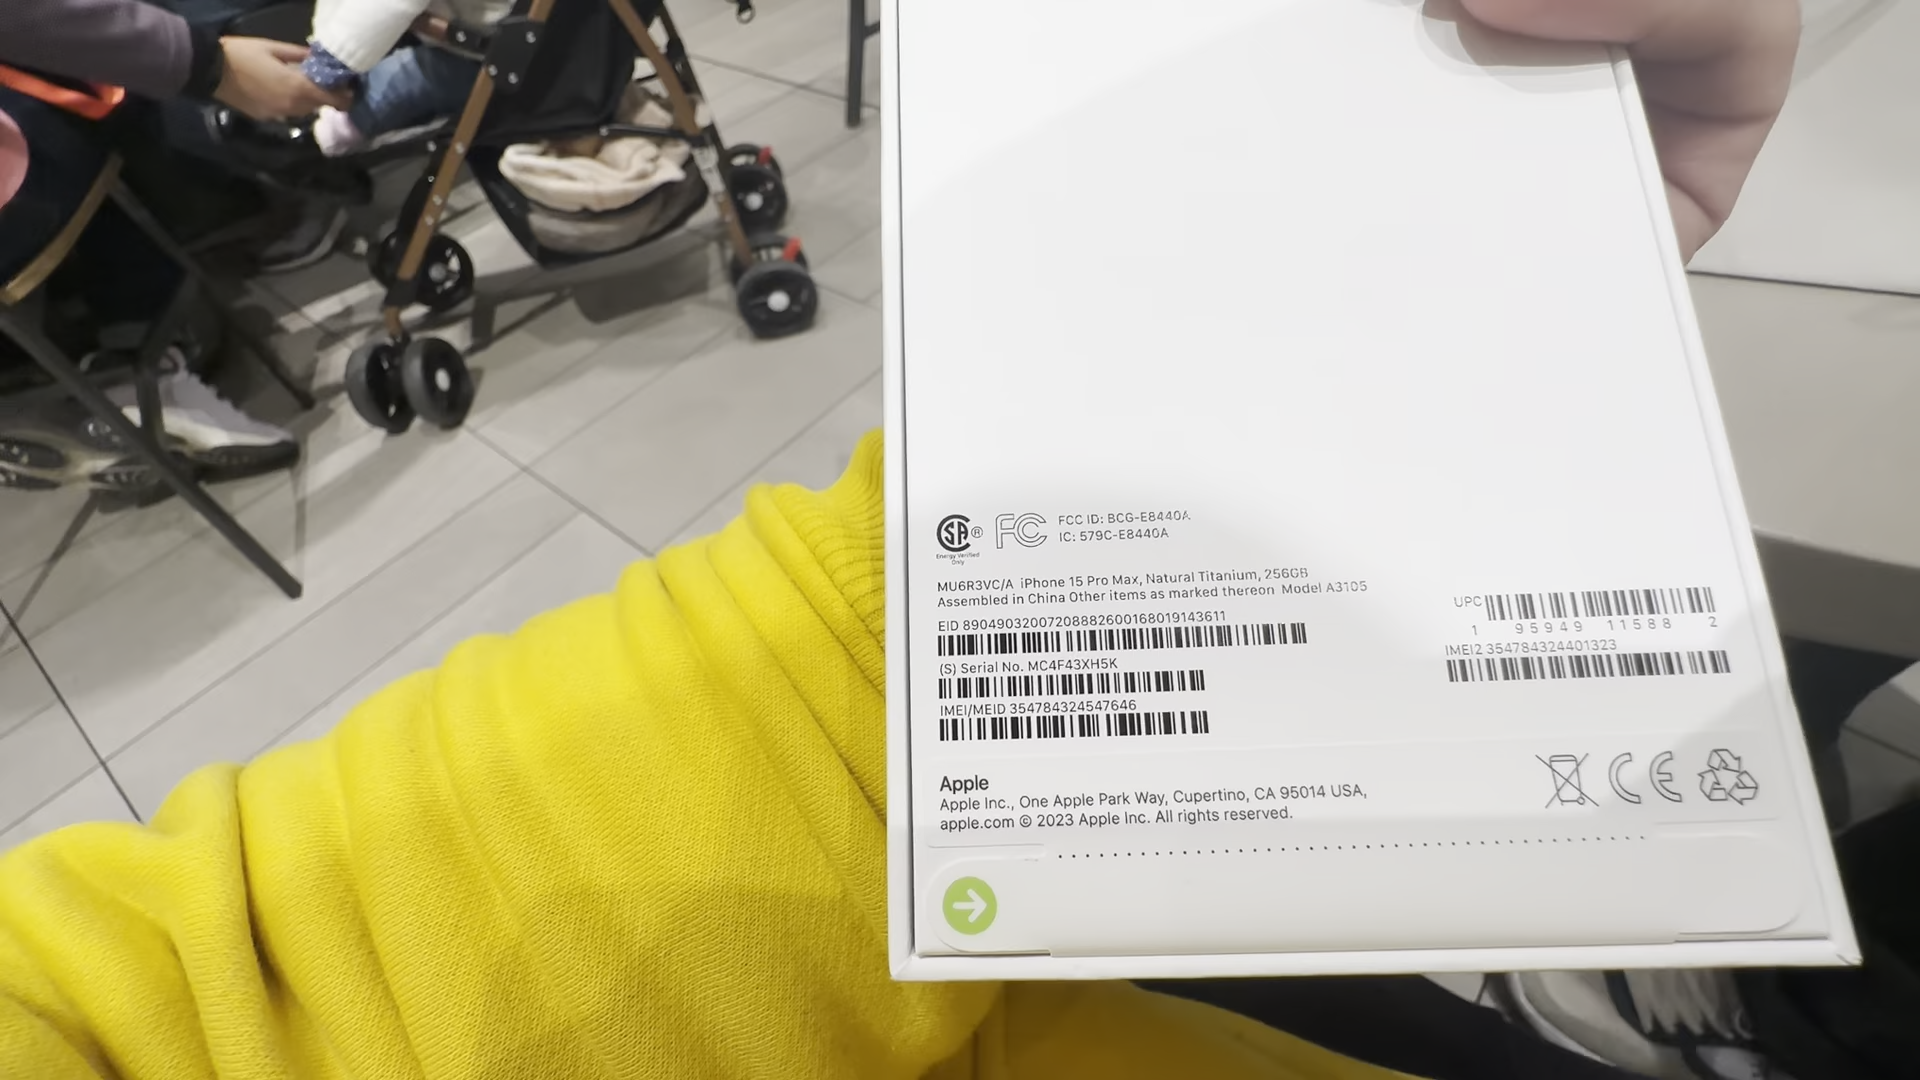 FCC ID: BCG-E8440A
IC: 579C-E8440A
Energy Verified
Only
MU6R3VC/A iPhone 15 Pro Max, Natural Titanium, 256GB
Assembled in China Other items as marked thereon Model A3105
EID 89049032007208882600168019143611
(S) Serial No. MC4F43XH5K
IMEI/MEID 354784324547646
UPC
1 95949 11588 2
IMEI2 354784324401323
Apple
Apple Inc., One Apple Park Way, Cupertino, CA 95014 USA,
apple.com © 2023 Apple Inc. All rights reserved.